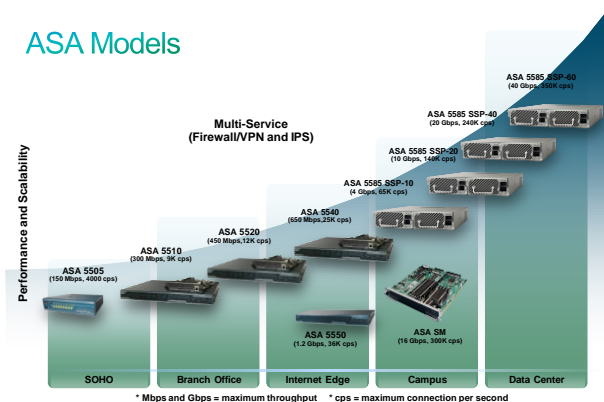 ASA Models
ASA 5585 SSP-60
(40 Gbps, 350K cps)
ASA 5585 SSP-40
(20 Gbps, 240K cps)
Multi-Service
(Firewall/VPN and IPS)
ASA 5585 SSP-20
(10 Gbps, 140K cps)
ASA 5585 SSP-10
(4 Gbps, 65K cps)
Performance and Scalability
ASA 5540
(650 Mbps,25K cps)
ASA 5520
(450 Mbps,12K cps)
ASA 5510
(300 Mbps, 9K cps)
ASA 5505
(150 Mbps, 4000 cps)
ASA 5550
(1.2 Gbps, 36K cps)
ASA SM
(16 Gbps, 300K cps)
SOHO
Branch Office
Internet Edge
Campus
Data Center
* Mbps and Gbps = maximum throughput * cps = maximum connection per second